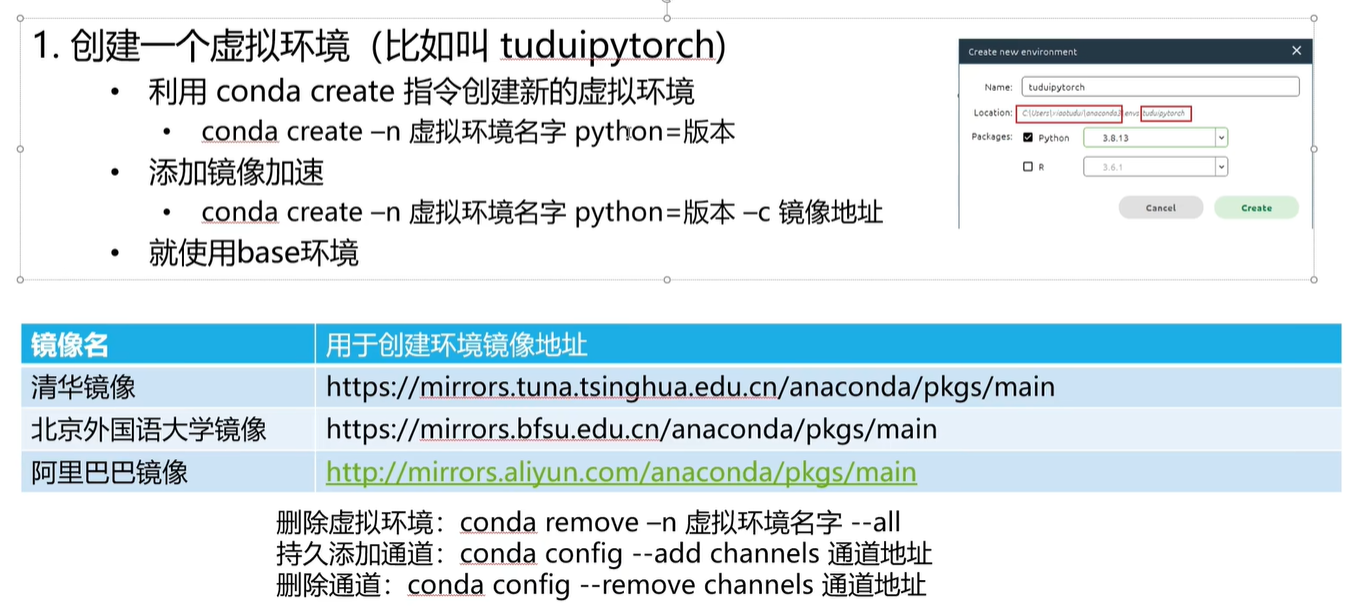 1. 创建一个虚拟环境（比如叫 tuduipytorch)
• 利用 conda create 指令创建新的虚拟环境
• conda create –n 虚拟环境名字 python=版本
• 添加镜像加速
• conda create –n 虚拟环境名字 python=版本 –c 镜像地址
• 就使用base环境
Create new environment
Name: tuduipytorch
Location: C:\Users\xiaotudui\anaconda3\envs\tuduipytorch
Packages: Python 3.8.13
R 3.6.1
Cancel Create
镜像名 用于创建环境镜像地址
清华镜像 https://mirrors.tuna.tsinghua.edu.cn/anaconda/pkgs/main
北京外国语大学镜像 https://mirrors.bfsu.edu.cn/anaconda/pkgs/main
阿里巴巴镜像 http://mirrors.aliyun.com/anaconda/pkgs/main
删除虚拟环境：conda remove –n 虚拟环境名字 --all
持久添加通道：conda config --add channels 通道地址
删除通道：conda config --remove channels 通道地址